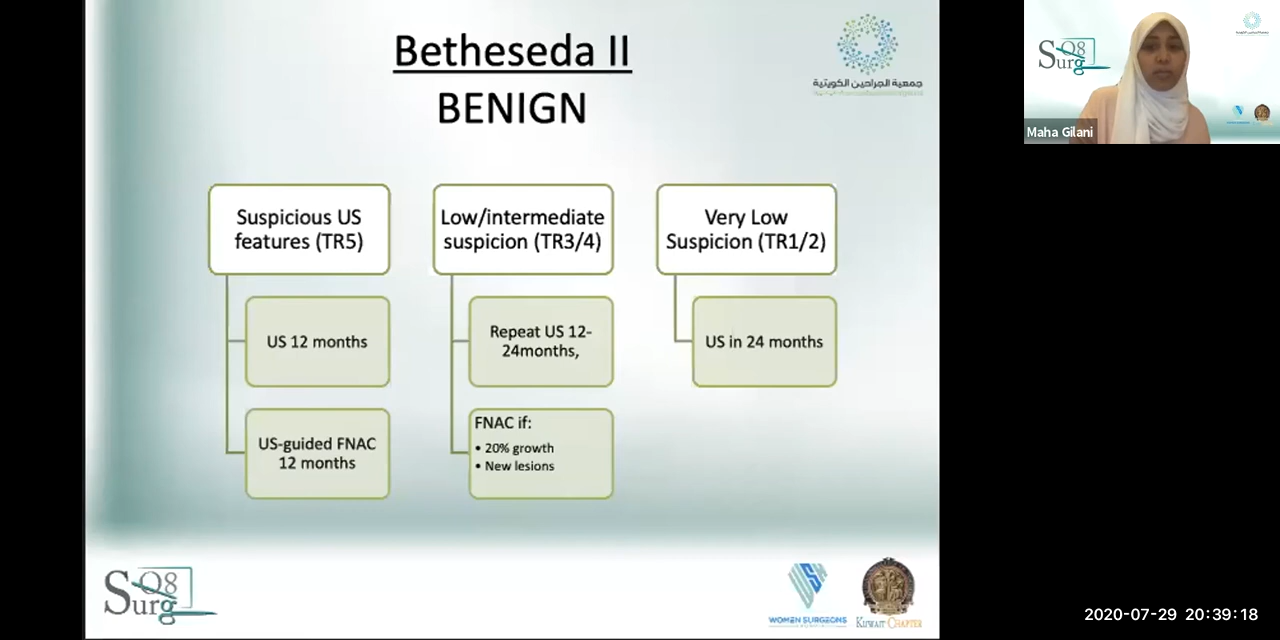 Betheseda II
BENIGN
جمعية الجراحين الكويتية
Suspicious US
features (TR5)
US 12 months
US-guided FNAC
12 months
Low/intermediate
suspicion (TR3/4)
Repeat US 12-
24months,
FNAC if:
• 20% growth
• New lesions
Very Low
Suspicion (TR1/2)
US in 24 months
Q8
Surg
WOMEN SURGEONS
KUWAIT CHAPTER
Q8
Surg
Maha Gilani
2020-07-29 20:39:18